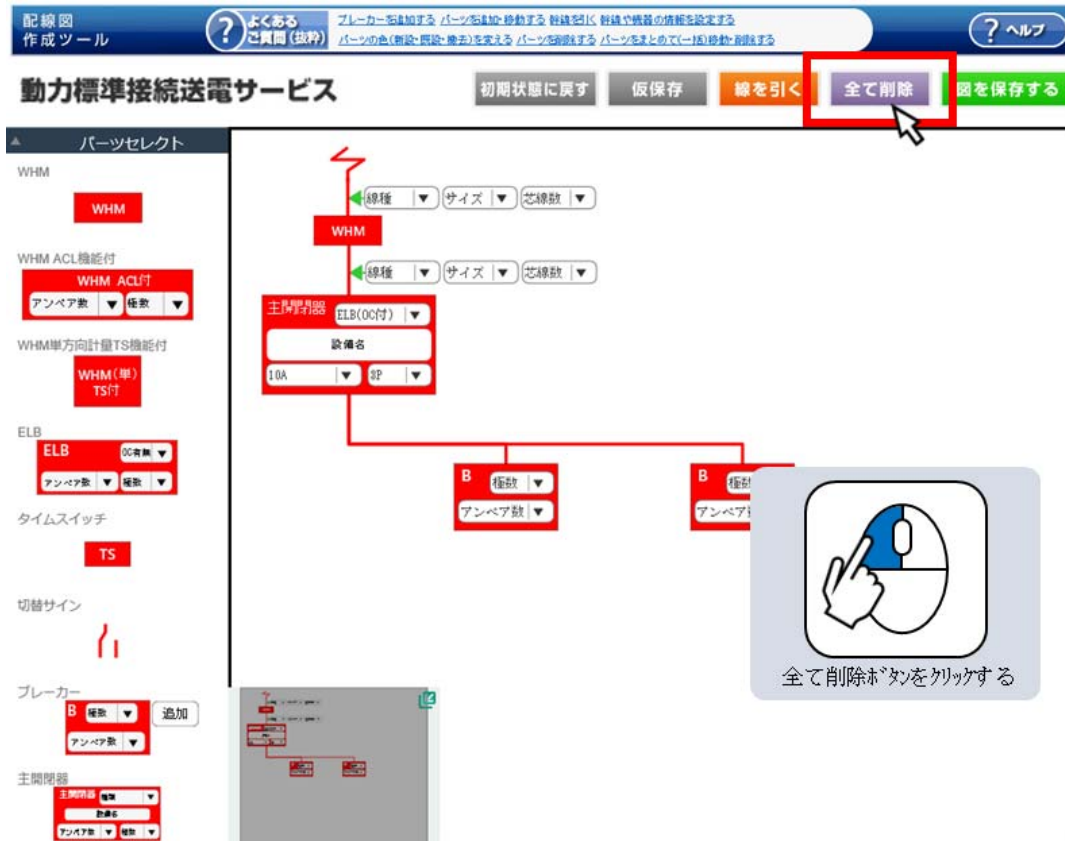 配線図
作成ツール
? よくある
ご質問(抜粋)
ブレーカーを追加する パーツを追加・移動する 幹線を引く 幹線や機器の情報を設定する
パーツの色(新設・既設・撤去)を変える パーツを削除する パーツをまとめて(一括)移動・削除する
? ヘルプ
動力標準接続送電サービス
初期状態に戻す 仮保存 線を引く 全て削除 図を保存する
パーツセレクト
WHM
WHM
WHM ACL機能付
WHM ACL付
アンペア数 ▼ 極数 ▼
WHM単方向計量TS機能付
WHM(単)
TS付
ELB
ELB OC有無 ▼
アンペア数 ▼ 極数 ▼
タイムスイッチ
TS
切替サイン
ブレーカー
B 極数 ▼ 追加
アンペア数 ▼
主開閉器
主開閉器 種類 ▼
設備名
アンペア数 ▼ 極数 ▼
線種 ▼ サイズ ▼ 芯線数 ▼
WHM
線種 ▼ サイズ ▼ 芯線数 ▼
主開閉器 ELB(OC付) ▼
設備名
10A ▼ 3P ▼
B 極数 ▼
アンペア数 ▼
B 極数
アンペア数
全て削除ボタンをクリックする